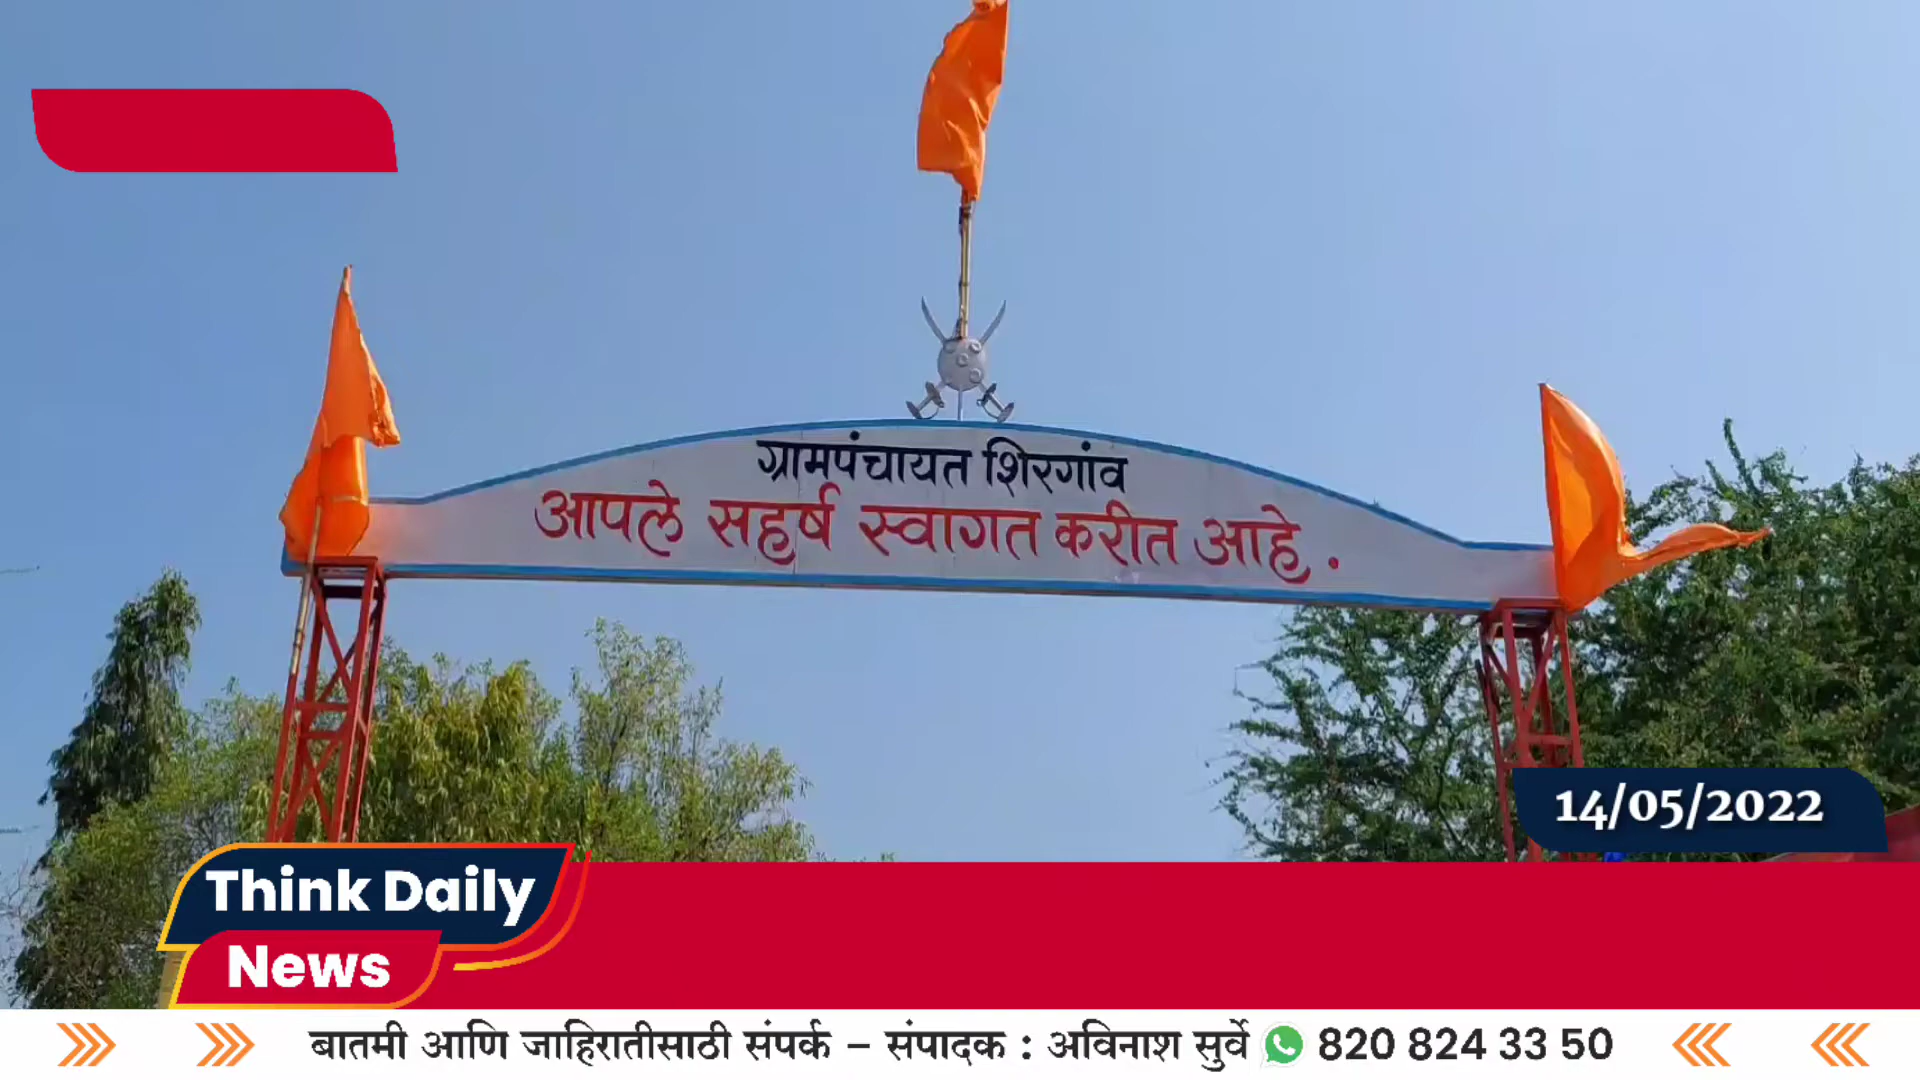 ग्रामपंचायत शिरगांव
आपले सहर्ष स्वागत करीत आहे.
14/05/2022
Think Daily
News
बातमी आणि जाहिरातीसाठी संपर्क – संपादक : अविनाश सुर्वे 820 824 33 50